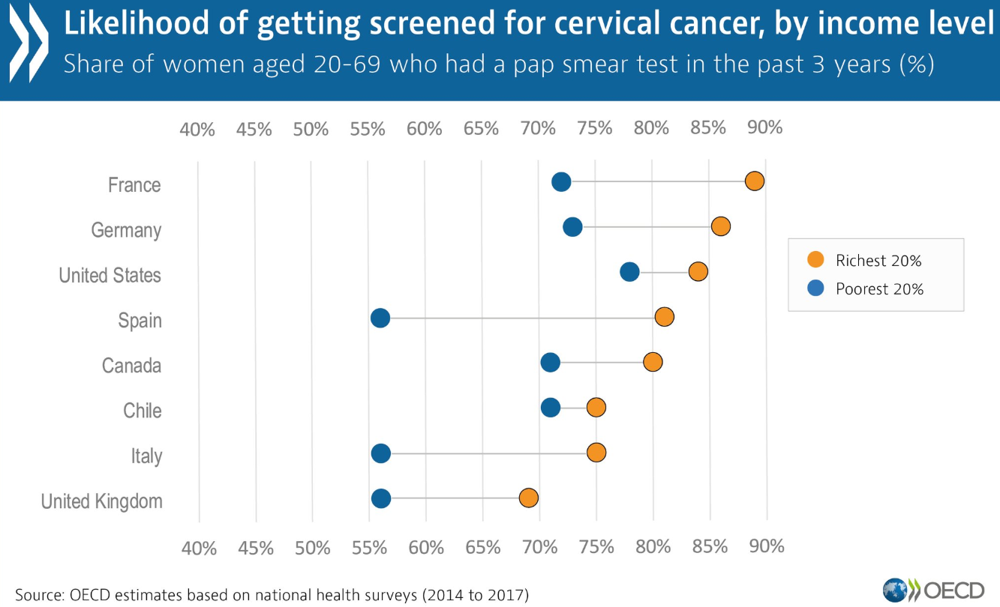 Likelihood of getting screened for cervical cancer, by income level
Share of women aged 20-69 who had a pap smear test in the past 3 years (%)
40% 45% 50% 55% 60% 65% 70% 75% 80% 85% 90%
France
Germany
United States
Spain
Canada
Chile
Italy
United Kingdom
Richest 20%
Poorest 20%
40% 45% 50% 55% 60% 65% 70% 75% 80% 85% 90%
Source: OECD estimates based on national health surveys (2014 to 2017)
OECD